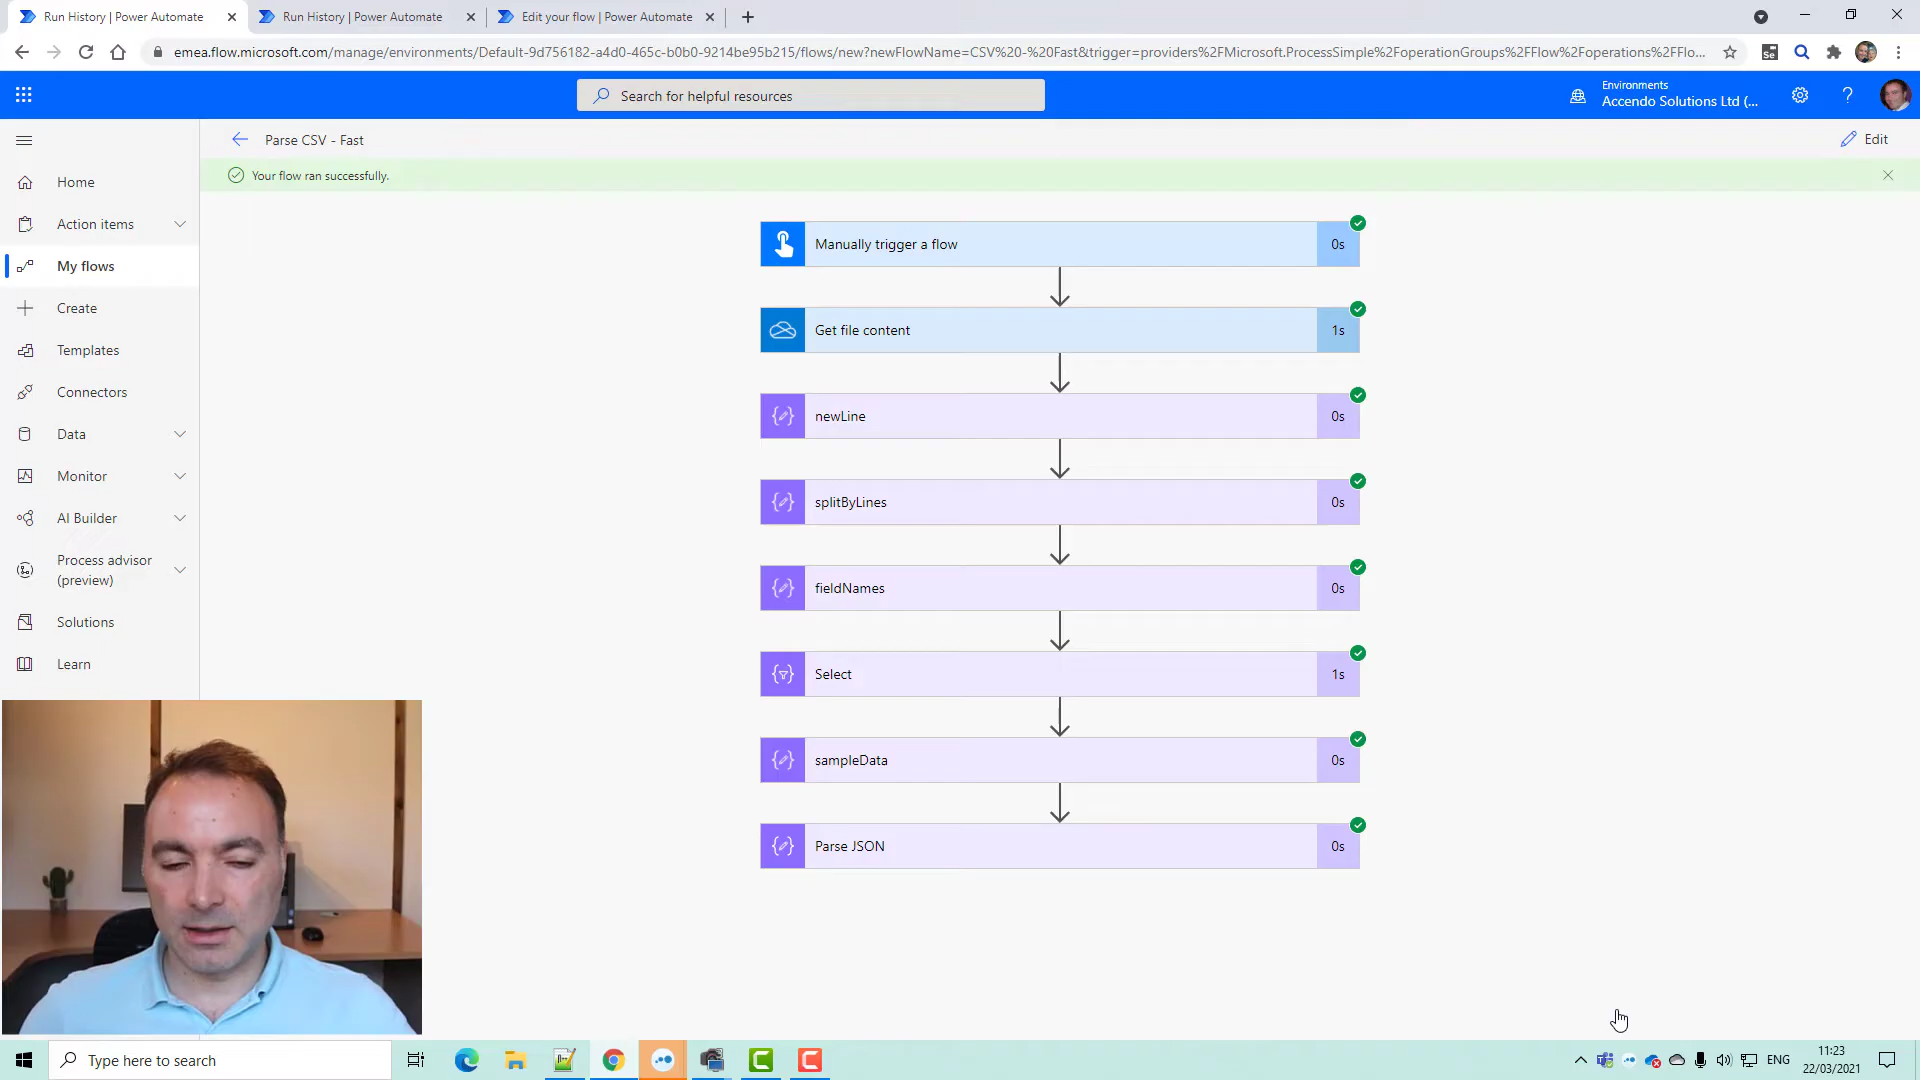 Run History | Power Automate
Run History | Power Automate
Edit your flow | Power Automate
emea.flow.microsoft.com/manage/environments/Default-9d756182-a4d0-465c-b0b0-9214be95b215/flows/new?newFlowName=CSV%20-%20Fast&trigger=providers%2FMicrosoft.ProcessSimple%2FoperationGroups%2FFlow%2Foperations%2FFlo...
Se
Search for helpful resources
Environments
Accendo Solutions Ltd (...
?
Parse CSV - Fast
Edit
Your flow ran successfully.
Home
Action items
My flows
Create
Templates
Connectors
Data
Monitor
AI Builder
Process advisor
(preview)
Solutions
Learn
Manually trigger a flow
0s
Get file content
1s
newLine
0s
splitByLines
0s
fieldNames
0s
Select
1s
sampleData
0s
Parse JSON
0s
Type here to search
ENG
11:23
22/03/2021